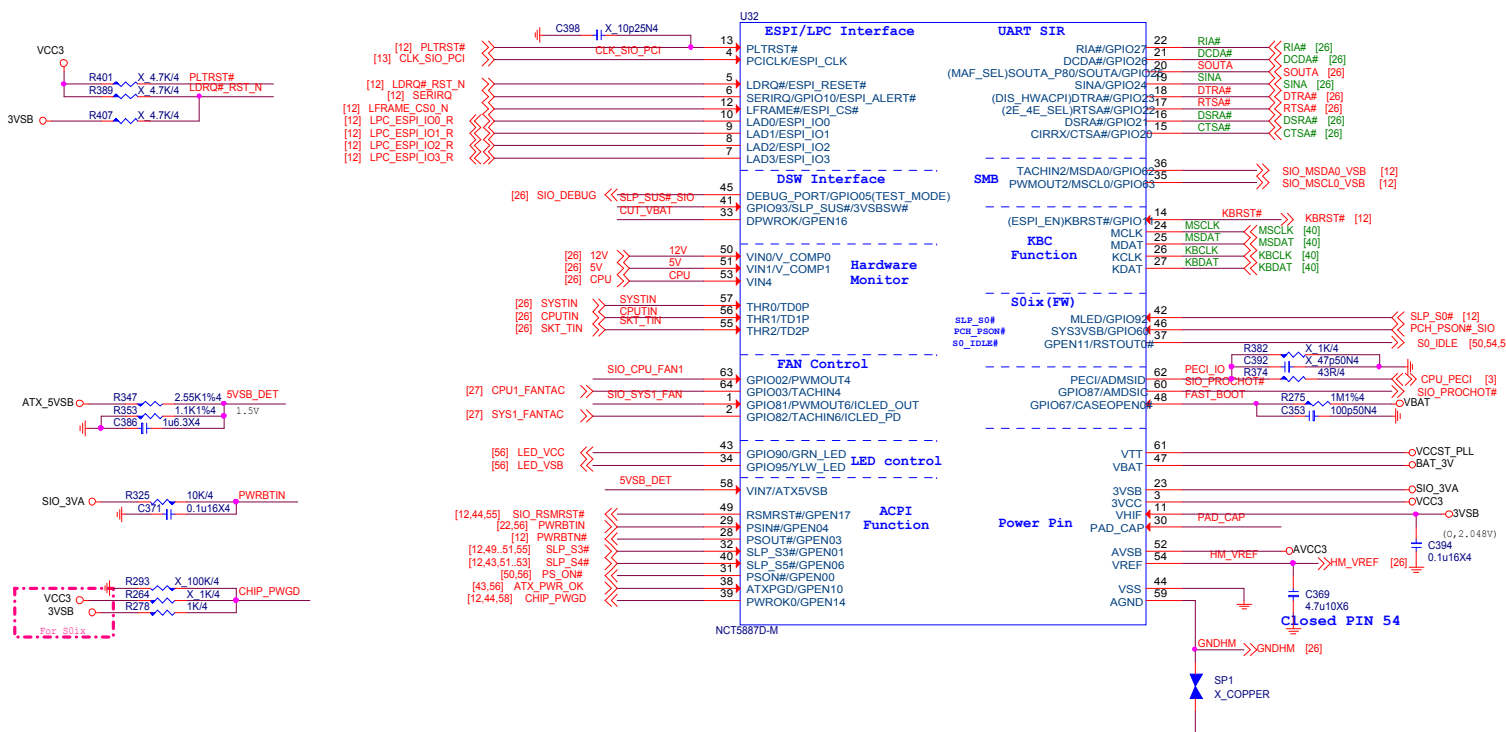 U32
ESPI/LPC Interface
UART SIR
C398
X_10p25N4
[12] PLTRST#
[13] CLK_SIO_PCI
CLK_SIO_PCI
13
PLTRST#
4
PCICLK/ESPI_CLK
[12] LDRQ#_RST_N
5
LDRQ#/ESPI_RESET#
[12] SERIRQ
6
SERIRQ/GPIO10/ESPI_ALERT#
[12] LFRAME_CS0_N
12
LFRAME#/ESPI_CS#
[12] LPC_ESPI_IO0_R
10
LAD0/ESPI_IO0
[12] LPC_ESPI_IO1_R
9
LAD1/ESPI_IO1
[12] LPC_ESPI_IO2_R
8
LAD2/ESPI_IO2
[12] LPC_ESPI_IO3_R
7
LAD3/ESPI_IO3
RIA#/GPIO27
22
RIA#
RIA# [26]
DCDA#/GPIO26
21
DCDA#
DCDA# [26]
(MAF_SEL)SOUTA_P80/SOUTA/GPIO25
20
SOUTA
SOUTA [26]
SINA/GPIO24
19
SINA
SINA [26]
(DIS_HWACPI)DTRA#/GPIO23
18
DTRA#
DTRA# [26]
(2E_4E_SEL)RTSA#/GPIO22
17
RTSA#
RTSA# [26]
DSRA#/GPIO21
16
DSRA#
DSRA# [26]
CIRRX/CTSA#/GPIO20
15
CTSA#
CTSA# [26]
VCC3
R401
X_4.7K/4
PLTRST#
R389
X_4.7K/4
LDRQ#_RST_N
3VSB
R407
X_4.7K/4
DSW Interface
[26] SIO_DEBUG
45
DEBUG_PORT/GPIO05(TEST_MODE)
SLP_SUS#_SIO
41
GPIO93/SLP_SUS#/3VSBSW#
CUT_VBAT
33
DPWROK/GPEN16
SMB
TACHIN2/MSDA0/GPIO62
36
SIO_MSDA0_VSB [12]
PWMOUT2/MSCL0/GPIO63
35
SIO_MSCL0_VSB [12]
(ESPI_EN)KBRST#/GPIO11
14
KBRST#
KBRST# [12]
KBC
Function
MCLK
24
MSCLK
MSCLK [40]
MDAT
25
MSDAT
MSDAT [40]
KCLK
26
KBCLK
KBCLK [40]
KDAT
27
KBDAT
KBDAT [40]
Hardware
Monitor
[26] 12V
12V
50
VIN0/V_COMP0
[26] 5V
5V
51
VIN1/V_COMP1
[26] CPU
CPU
53
VIN4
[26] SYSTIN
SYSTIN
57
THR0/TD0P
[26] CPUTIN
CPUTIN
56
THR1/TD1P
[26] SKT_TIN
SKT_TIN
55
THR2/TD2P
S0ix(FW)
SLP_S0#
MLED/GPIO92
42
SLP_S0# [12]
PCH_PSON#
SYS3VSB/GPIO60
46
PCH_PSON#_SIO
S0_IDLE#
GPEN11/RSTOUT0#
37
S0_IDLE [50,54,5
R382
X_1K/4
C392
X_47p50N4
FAN Control
SIO_CPU_FAN1
63
GPIO02/PWMOUT4
[27] CPU1_FANTAC
64
GPIO03/TACHIN4
SIO_SYS1_FAN
1
GPIO81/PWMOUT6/ICLED_OUT
[27] SYS1_FANTAC
2
GPIO82/TACHIN6/ICLED_PD
PECI/ADMSID
62
PECI_IO
R374
43R/4
CPU_PECI [3]
GPIO87/AMDSIC
60
SIO_PROCHOT#
SIO_PROCHOT#
GPIO67/CASEOPEN0#
48
FAST_BOOT
R275
1M1%4
VBAT
C353
100p50N4
ATX_5VSB
R347
2.55K1%4
5VSB_DET
R353
1.1K1%4
1.5V
C386
1u6.3X4
[56] LED_VCC
43
GPIO90/GRN_LED
[56] LED_VSB
34
GPIO95/YLW_LED
LED control
VTT
61
VCCST_PLL
VBAT
47
BAT_3V
5VSB_DET
58
VIN7/ATX5VSB
3VSB
23
SIO_3VA
3VCC
3
VCC3
VHIF
11
3VSB
PAD_CAP
30
PAD_CAP
(0,2.048V)
C394
0.1u16X4
Power Pin
AVSB
52
AVCC3
VREF
54
HM_VREF
HM_VREF [26]
VSS
44
AGND
59
C369
4.7u10X6
Closed PIN 54
SIO_3VA
R325
10K/4
PWRBTIN
C371
0.1u16X4
ACPI
Function
[12,44,55] SIO_RSMRST#
49
RSMRST#/GPEN17
[22,56] PWRBTIN
29
PSIN#/GPEN04
[12] PWRBTN#
28
PSOUT#/GPEN03
[12,49..51,55] SLP_S3#
32
SLP_S3#/GPEN01
[12,43,51..53] SLP_S4#
40
SLP_S5#/GPEN06
[50,56] PS_ON#
31
PSON#/GPEN00
[43,56] ATX_PWR_OK
38
ATXPGD/GPEN10
[12,44,58] CHIP_PWGD
39
PWROK0/GPEN14
NCT5887D-M
R293
X_100K/4
VCC3
R264
X_1K/4
CHIP_PWGD
3VSB
R278
1K/4
For S0ix
GNDHM
GNDHM [26]
SP1
X_COPPER